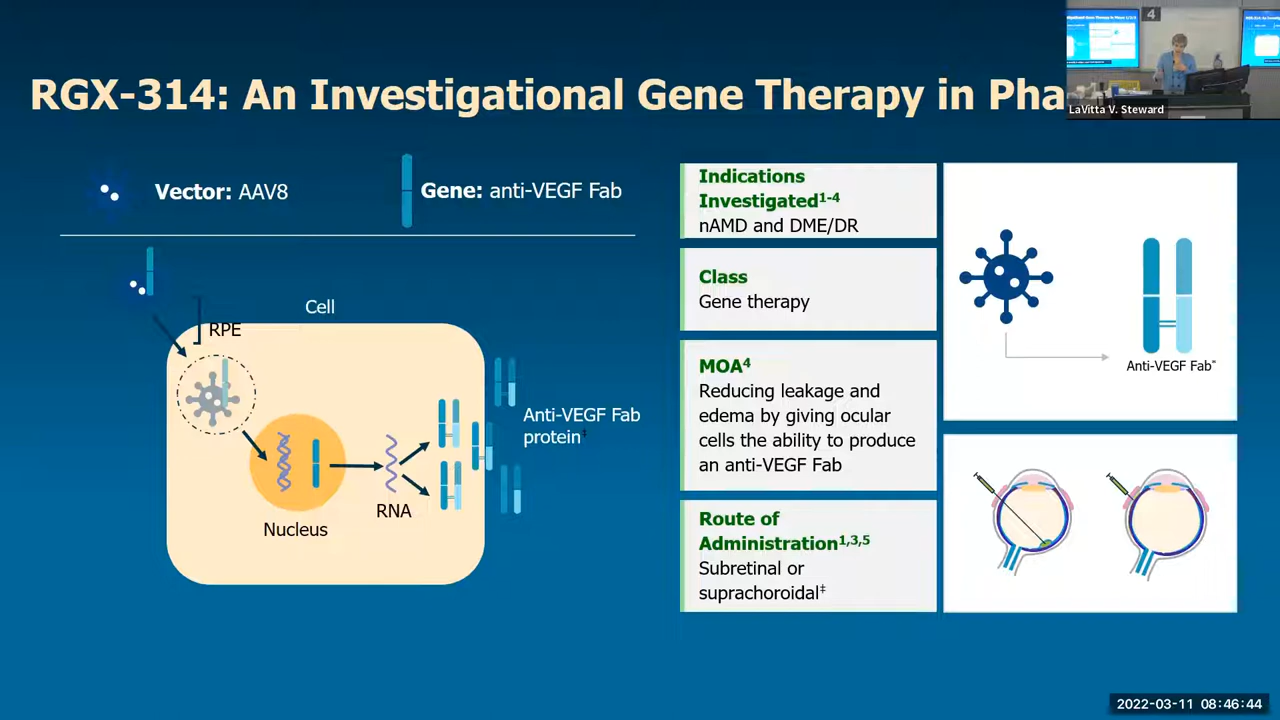 4
LaVitta V. Steward
RGX-314: An Investigational Gene Therapy in Pha
Vector: AAV8
Gene: anti-VEGF Fab
Cell
RPE
Nucleus
RNA
Anti-VEGF Fab
protein†
Indications
Investigated¹⁻⁴
nAMD and DME/DR
Class
Gene therapy
MOA⁴
Reducing leakage and
edema by giving ocular
cells the ability to produce
an anti-VEGF Fab
Route of
Administration¹,³,⁵
Subretinal or
suprachoroidal‡
Anti-VEGF Fab*
2022-03-11 08:46:44